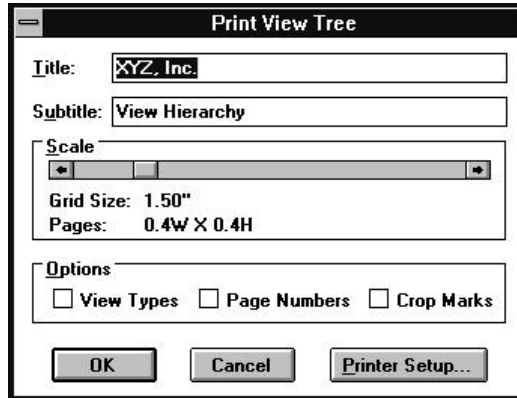 Print View Tree
Title: XYZ, Inc.
Subtitle: View Hierarchy
Scale
Grid Size: 1.50"
Pages: 0.4W X 0.4H
Options
View Types Page Numbers Crop Marks
OK Cancel Printer Setup...